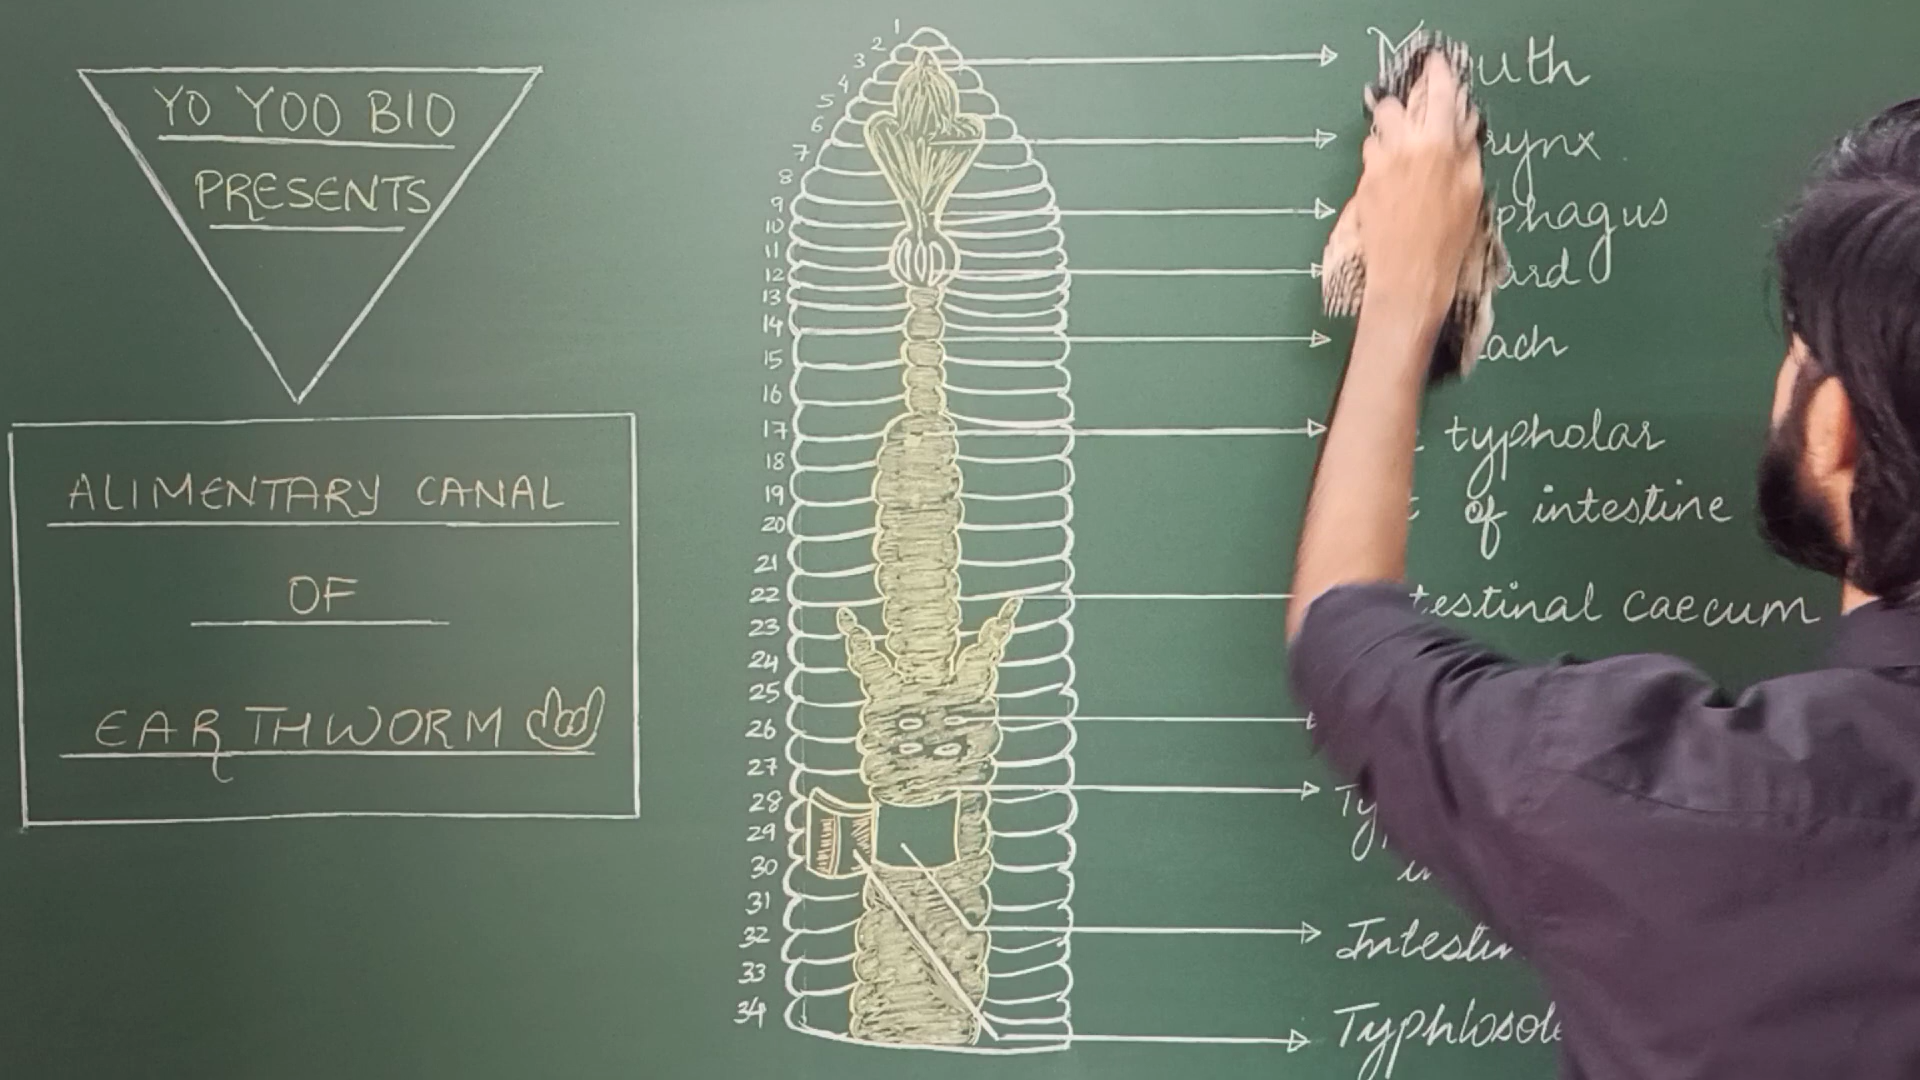 YO YOO BIO
PRESENTS
ALIMENTARY CANAL
OF
EARTHWORM
1
2
3
4
5
6
7
8
9
10
11
12
13
14
15
16
17
18
19
20
21
22
23
24
25
26
27
28
29
30
31
32
33
34
uth
rynx
phagus
ard
ach
typholar
of intestine
testinal caecum
Ty
in
Intestin
Typhlosole